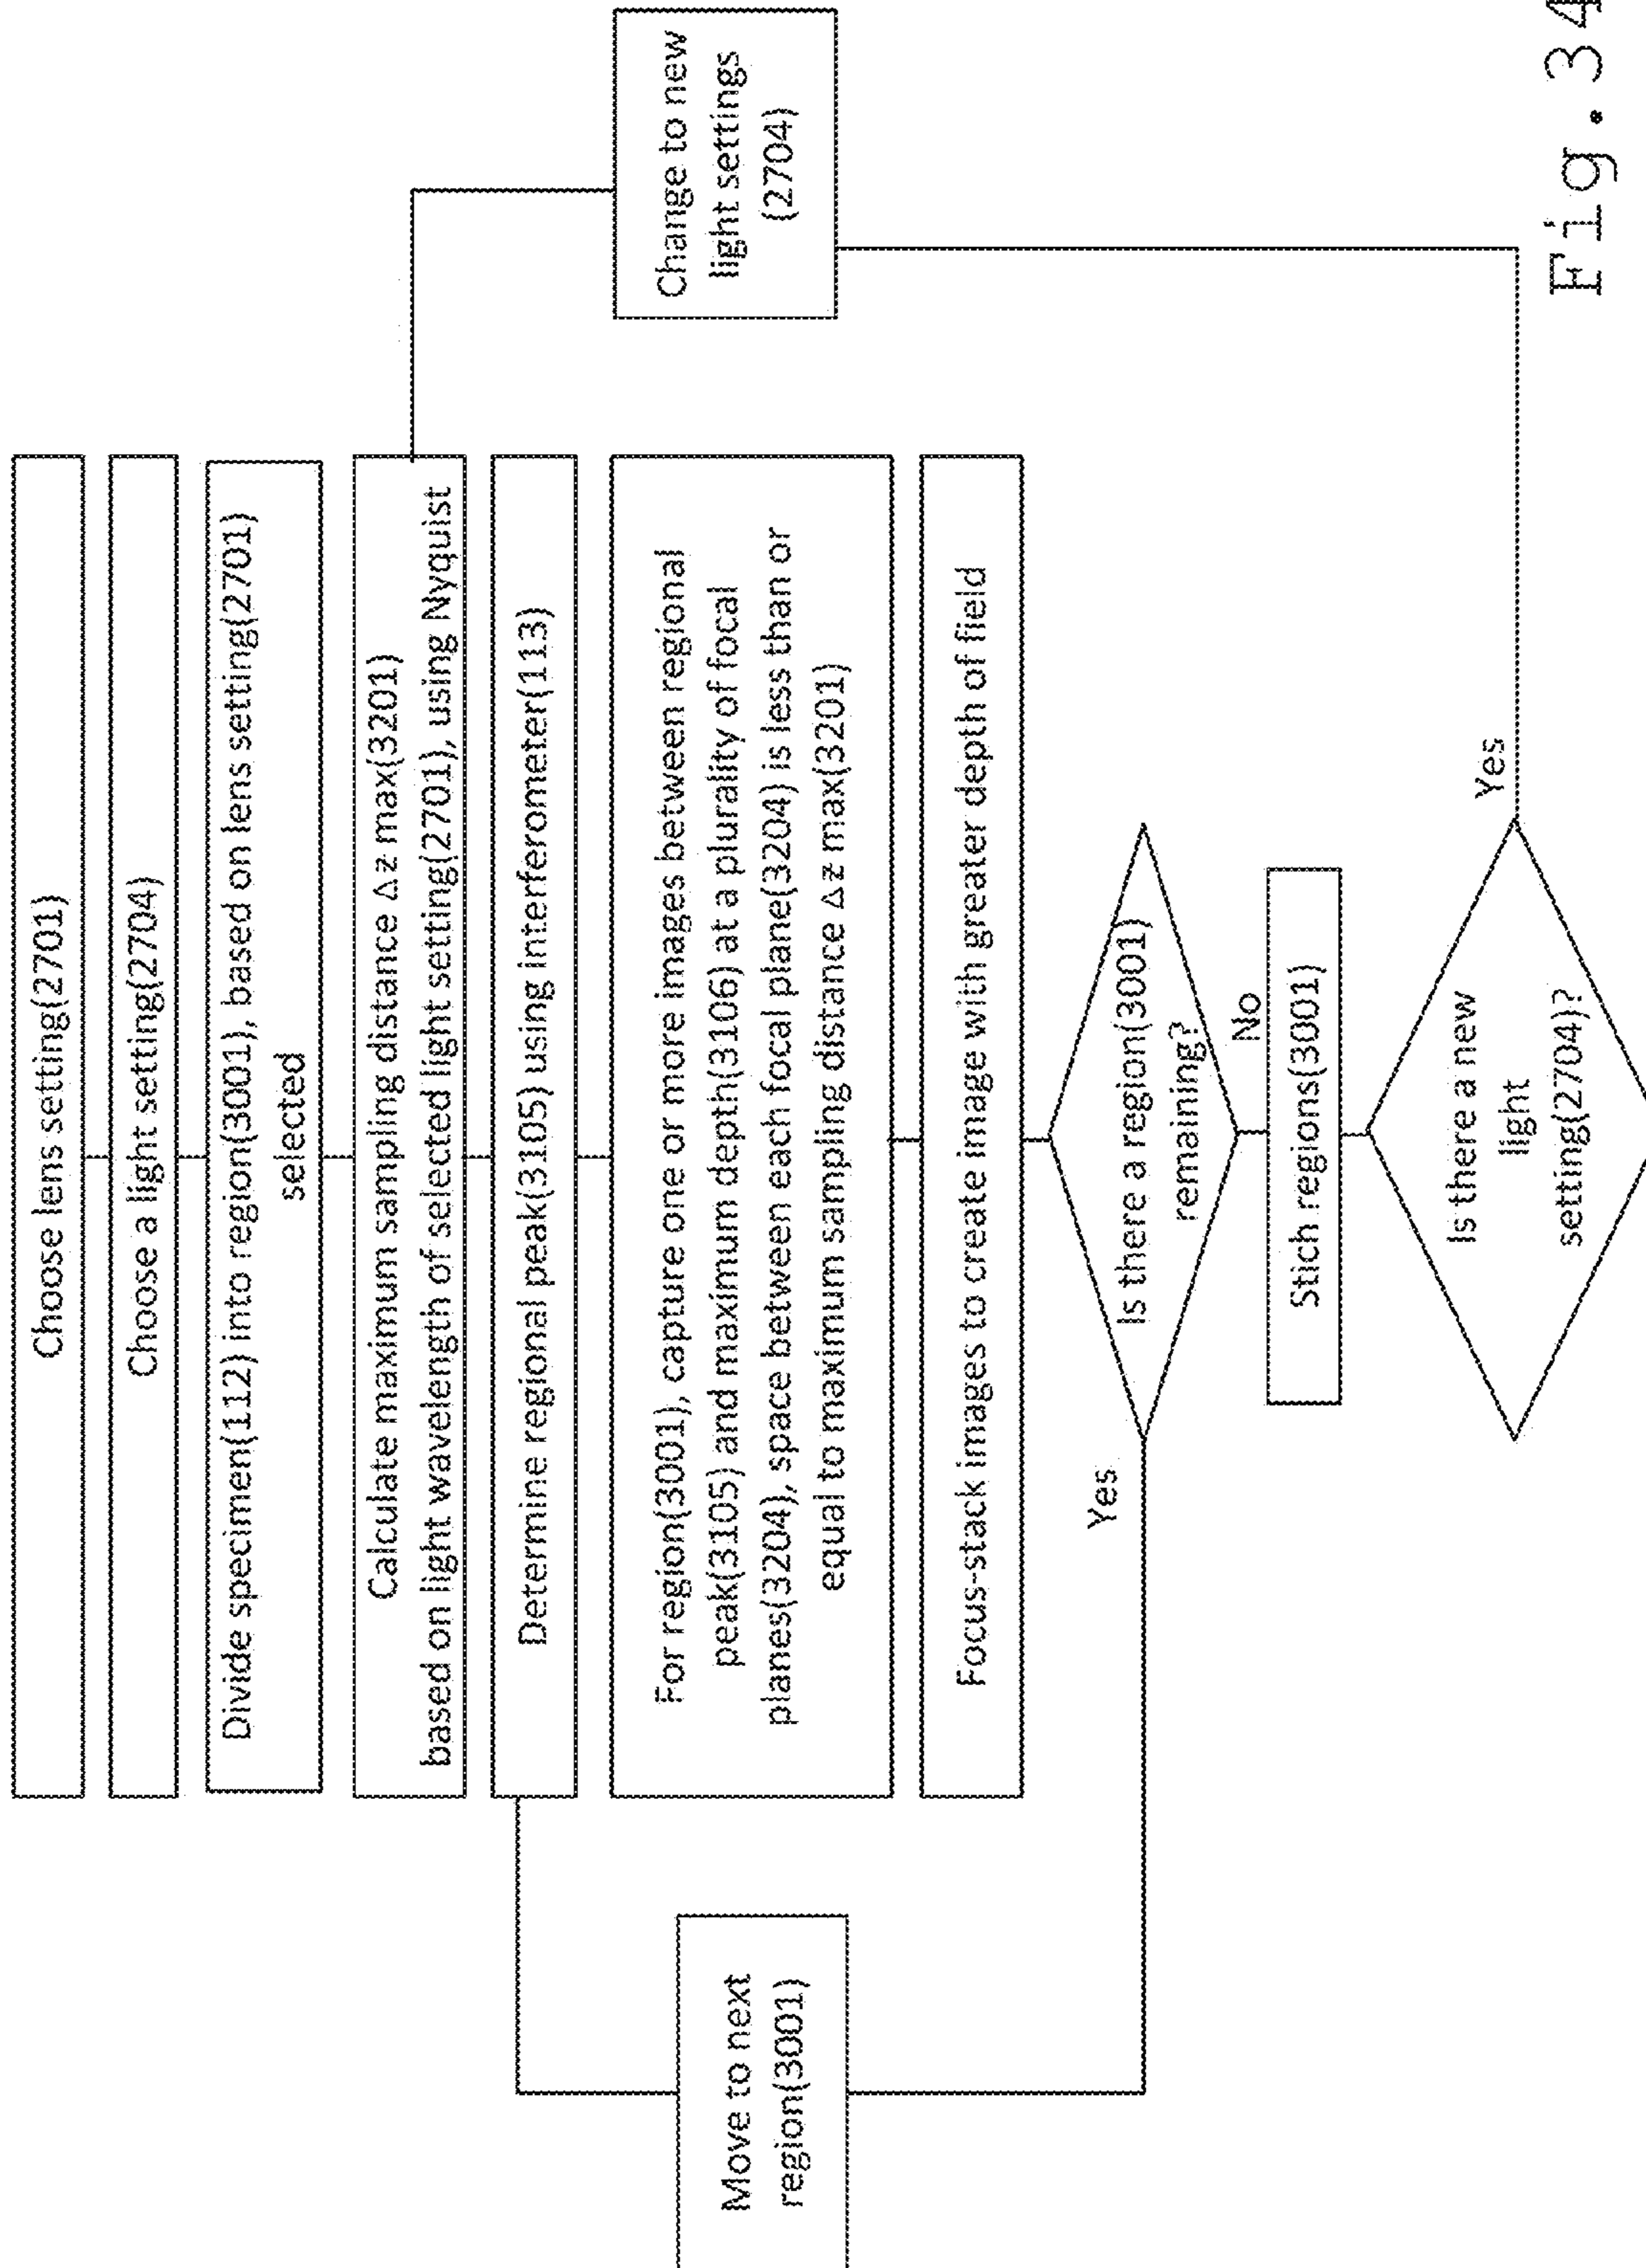 Choose lens setting(2701)
Choose a light setting(2704)
Divide specimen(112) into region(3001), based on lens setting(2701)
selected
Calculate maximum sampling distance Δz max(3201)
based on light wavelength of selected light setting(2701), using Nyquist
Determine regional peak(3105) using interferometer(113)
For region(3001), capture one or more images between regional
peak(3105) and maximum depth(3106) at a plurality of focal
planes(3204), space between each focal plane(3204) is less than or
equal to maximum sampling distance Δz max(3201)
Focus-stack images to create image with greater depth of field
Is there a region(3001)
remaining?
Yes
Move to next
region(3001)
No
Stich regions(3001)
Is there a new
light
setting(2704)?
Yes
Change to new
light settings
(2704)
Fig.34